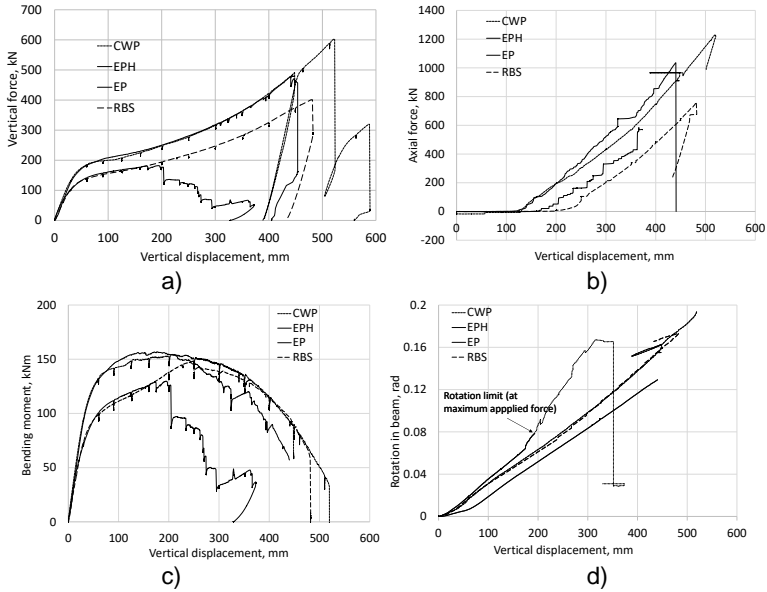 700
600
500
400
300
200
100
0
CWP
EPH
EP
RBS
Vertical force, kN
0 100 200 300 400 500 600
Vertical displacement, mm
a)
1400
1200
1000
800
600
400
200
0
-200
CWP
EPH
EP
RBS
Axial force, kN
0 100 200 300 400 500 600
Vertical displacement, mm
b)
200
150
100
50
0
CWP
EPH
EP
RBS
Bending moment, kNm
0 100 200 300 400 500 600
Vertical displacement, mm
c)
0.2
0.16
0.12
0.08
0.04
0
CWP
EPH
EP
RBS
Rotation limit (at
maximum appplied force)
Rotation in beam, rad
0 100 200 300 400 500 600
Vertical displacement, mm
d)